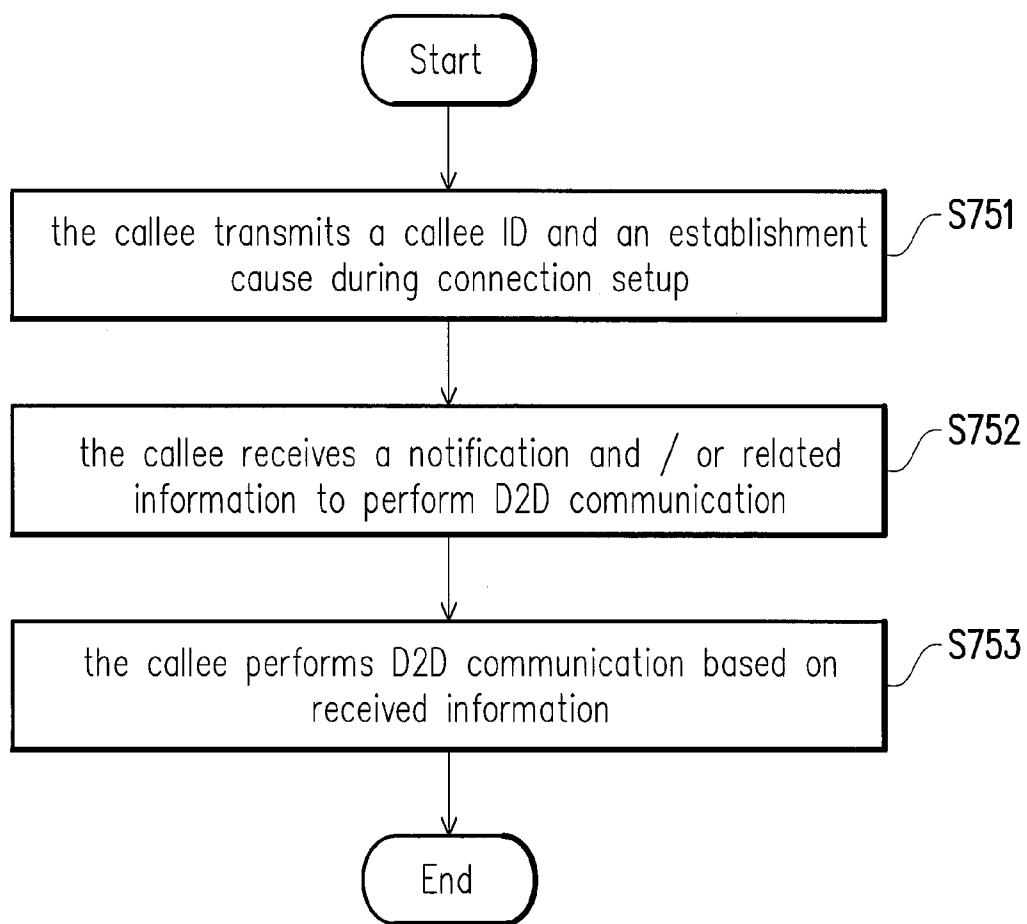 Start
the callee transmits a callee ID and an establishment
cause during connection setup
S751
the callee receives a notification and / or related
information to perform D2D communication
S752
the callee performs D2D communication based on
received information
S753
End